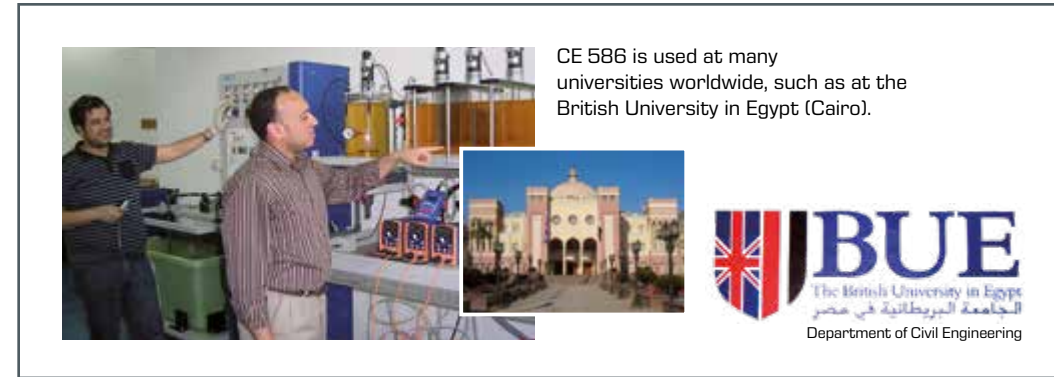 CE 586 is used at many
universities worldwide, such as at the
British University in Egypt (Cairo).
BUE
The British University in Egypt
الجامعة البريطانية في مصر
Department of Civil Engineering